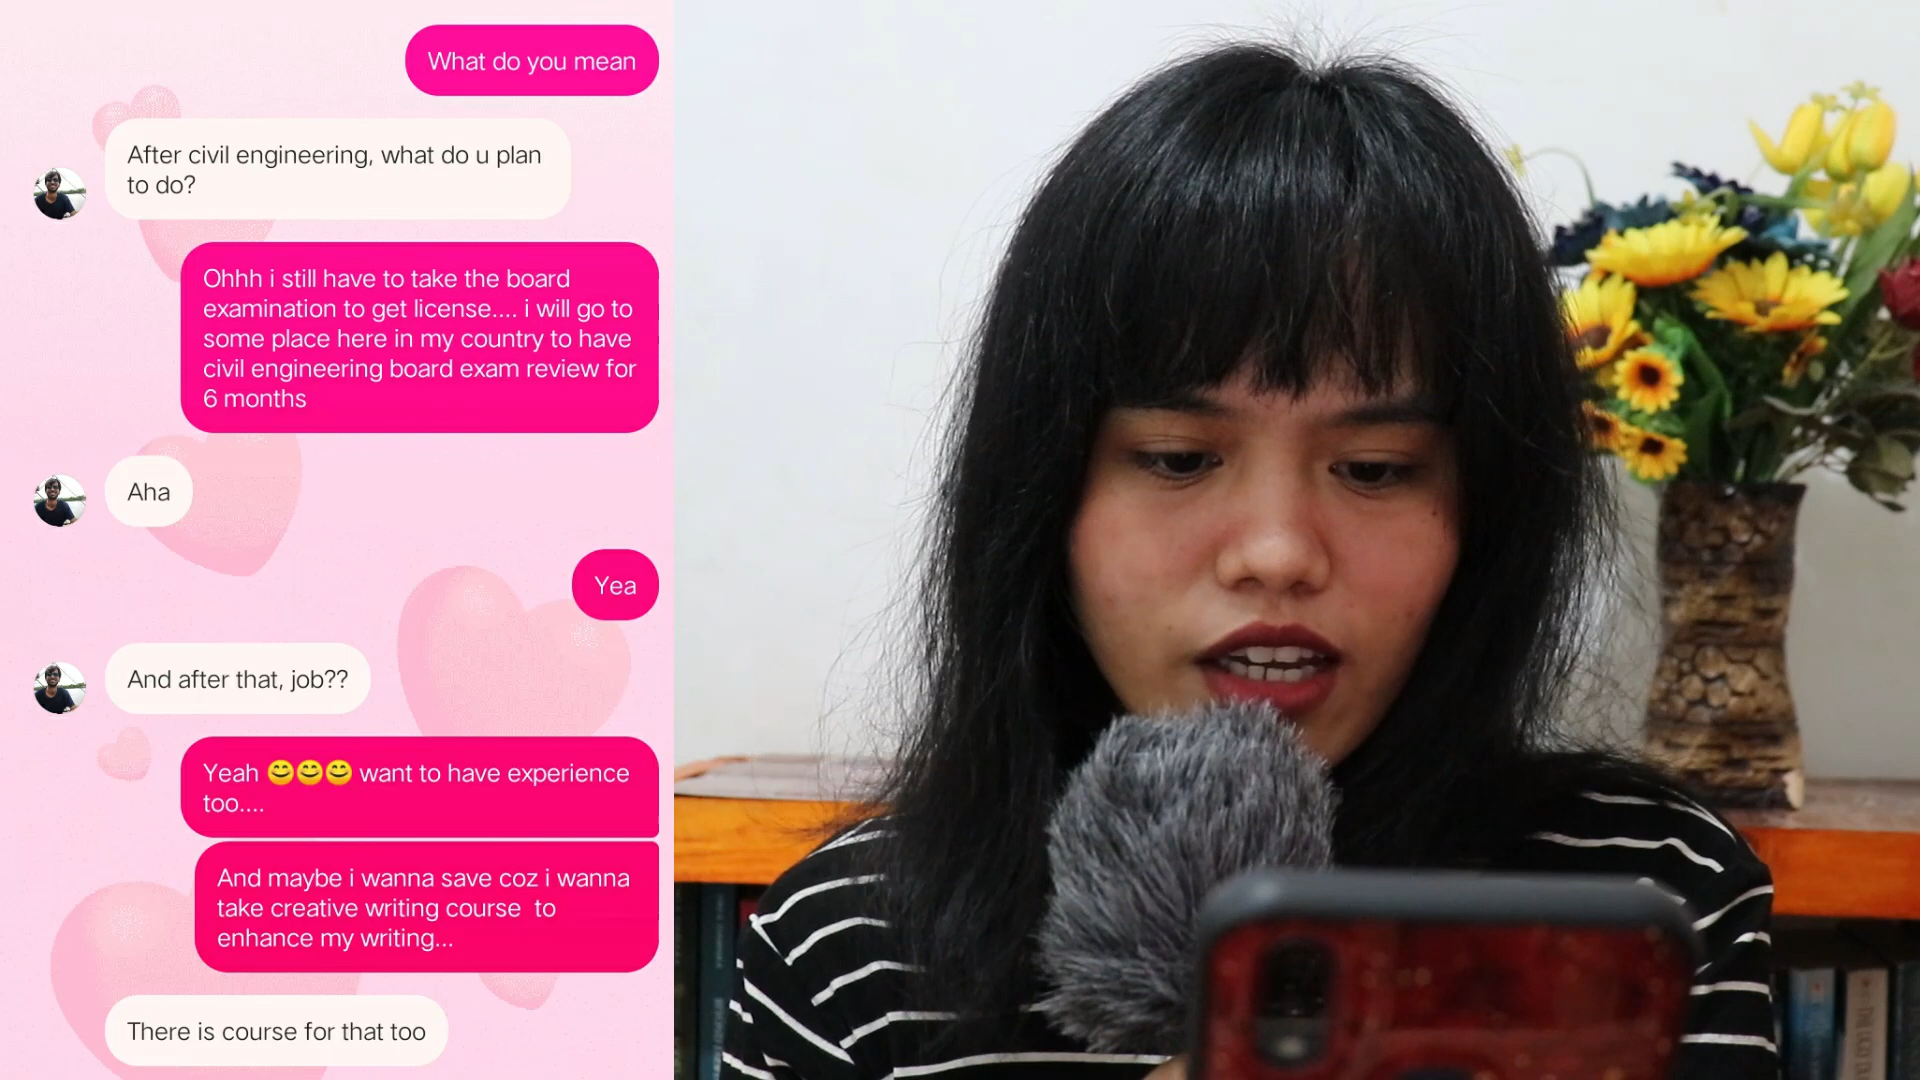 What do you mean
After civil engineering, what do u plan
to do?
Ohhh i still have to take the board
examination to get license.... i will go to
some place here in my country to have
civil engineering board exam review for
6 months
Aha
Yea
And after that, job??
Yeah 😊😊😊 want to have experience
too....
And maybe i wanna save coz i wanna
take creative writing course  to
enhance my writing...
There is course for that too